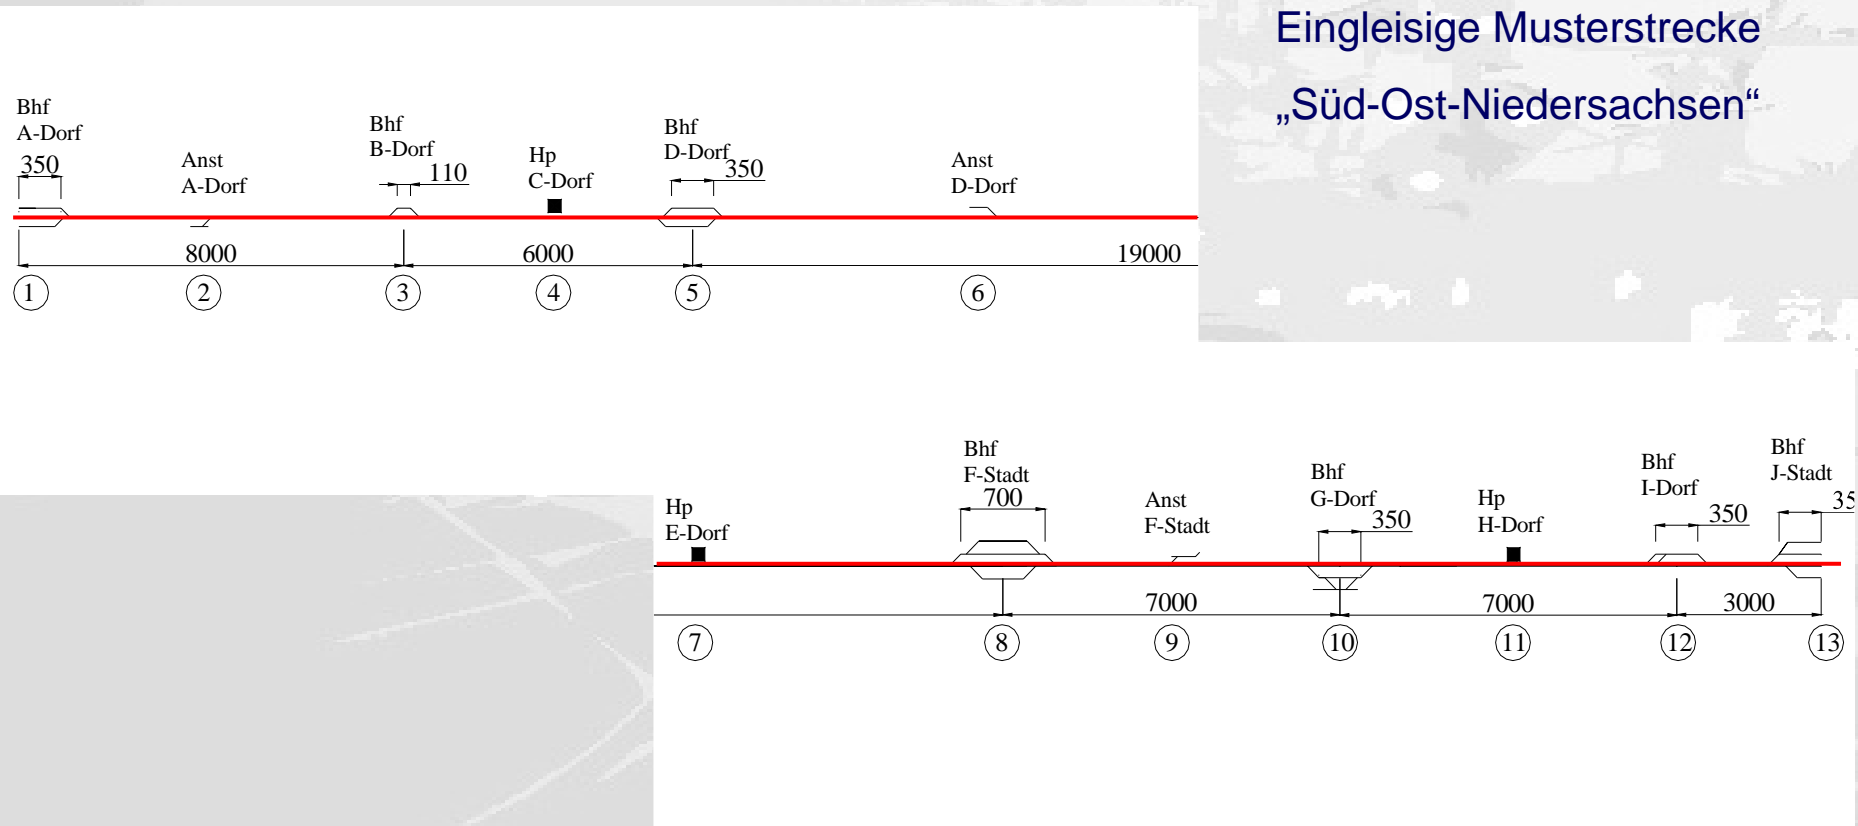 Eingleisige Musterstrecke
„Süd-Ost-Niedersachsen“
Bhf
A-Dorf
350
Anst
A-Dorf
Bhf
B-Dorf
110
Hp
C-Dorf
Bhf
D-Dorf
350
Anst
D-Dorf
8000
6000
19000
1
2
3
4
5
6
Hp
E-Dorf
Bhf
F-Stadt
700
Anst
F-Stadt
Bhf
G-Dorf
350
Hp
H-Dorf
Bhf
I-Dorf
350
Bhf
J-Stadt
35
7000
7000
3000
7
8
9
10
11
12
13